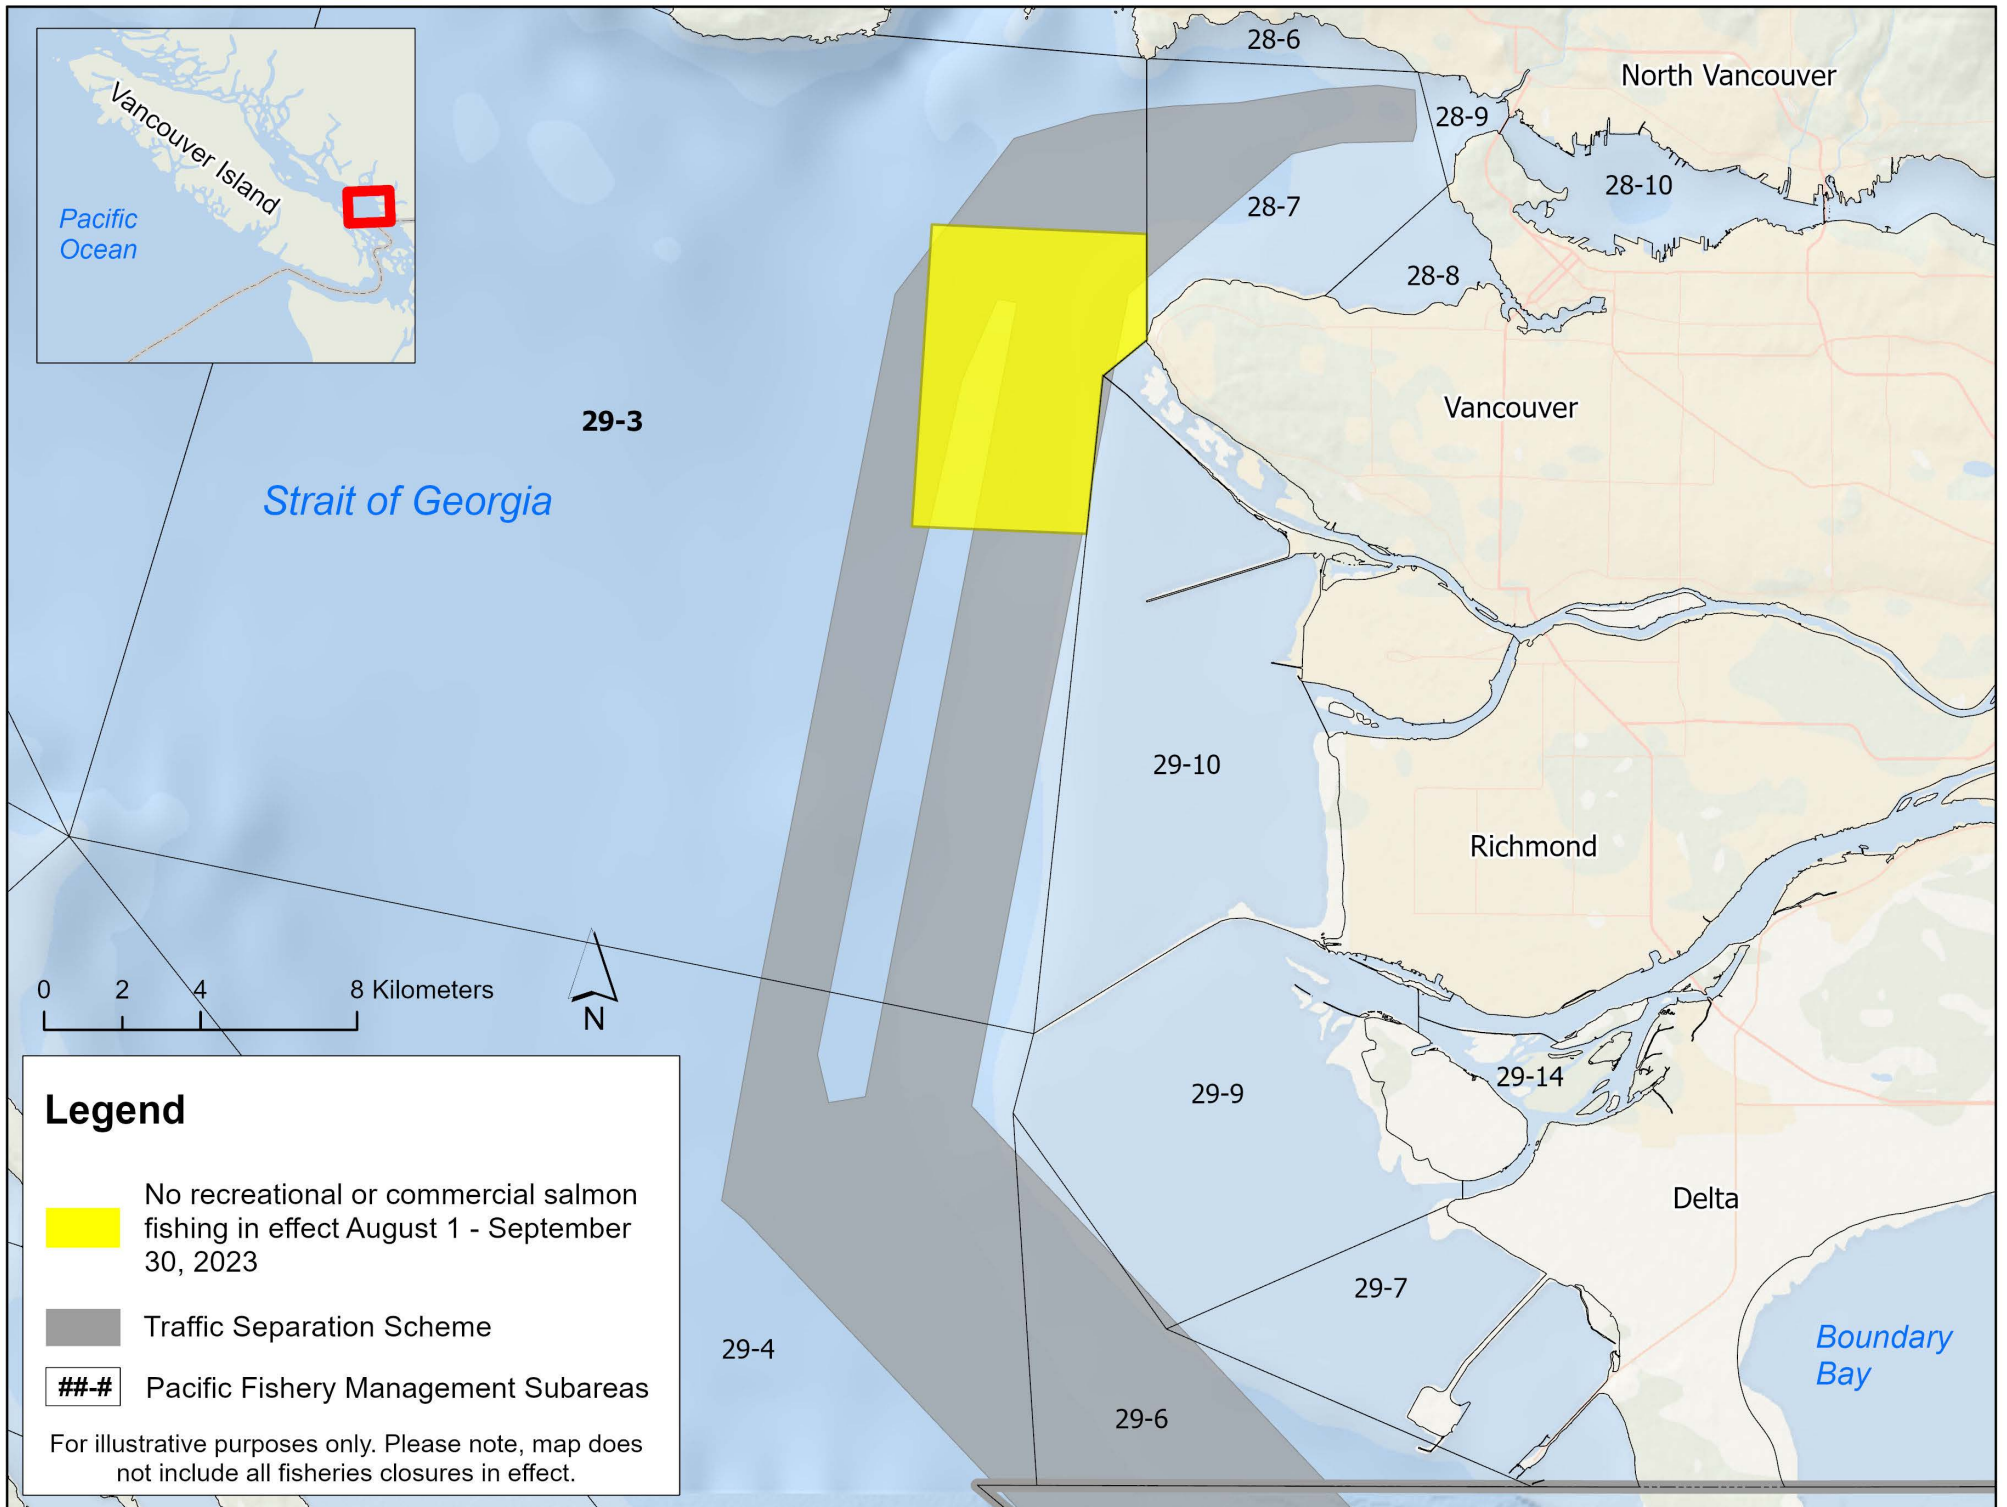 Vancouver Island
Pacific
Ocean
28-6
North Vancouver
28-9
28-10
28-7
28-8
29-3
Vancouver
Strait of Georgia
29-10
Richmond
0 2 4 8 Kilometers
N
29-14
29-9
Delta
29-7
Boundary
Bay
29-4
29-6
Legend
No recreational or commercial salmon
fishing in effect August 1 - September
30, 2023
Traffic Separation Scheme
##-# Pacific Fishery Management Subareas
For illustrative purposes only. Please note, map does
not include all fisheries closures in effect.